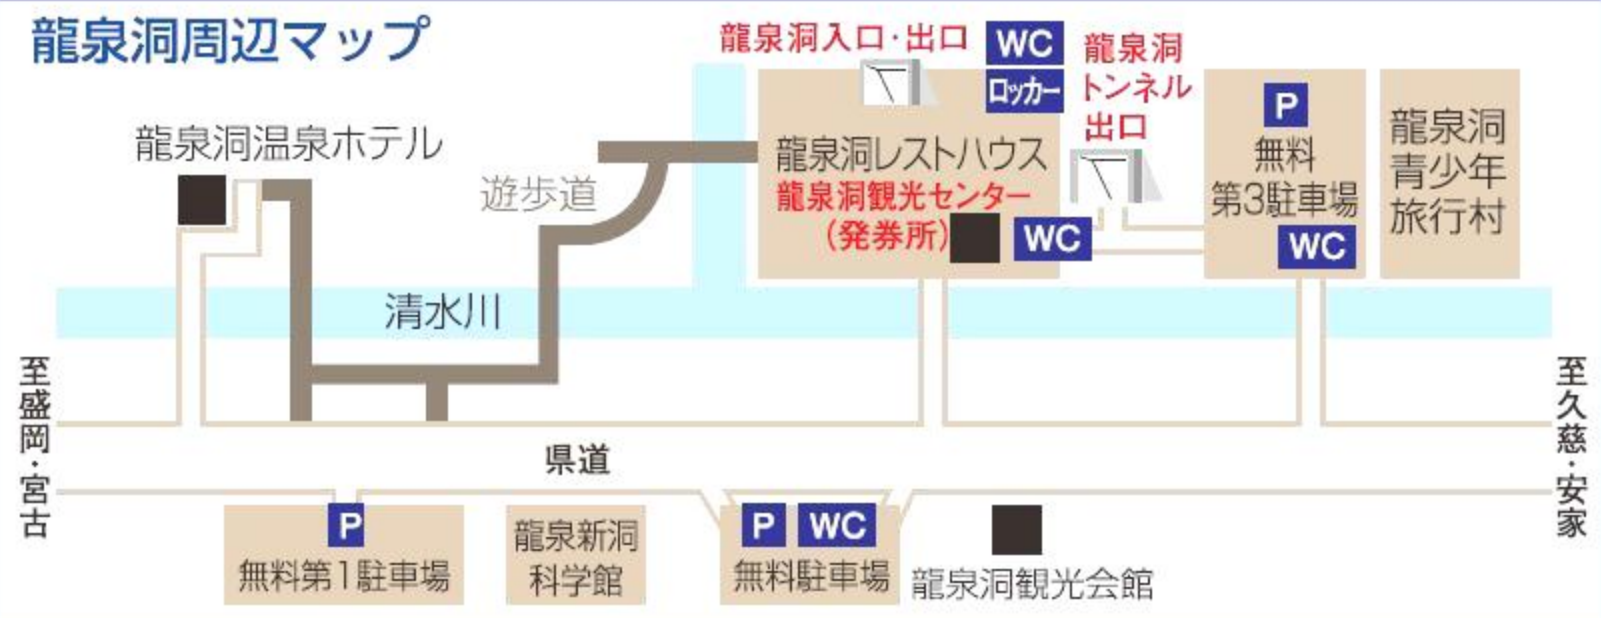 龍泉洞周辺マップ
龍泉洞入口・出口
WC
ロッカー
龍泉洞
トンネル
出口
龍泉洞温泉ホテル
遊歩道
龍泉洞レストハウス
龍泉洞観光センター
(発券所)
WC
P
無料
第3駐車場
WC
龍泉洞
青少年
旅行村
清水川
至盛岡・宮古
至久慈・安家
県道
P
無料第1駐車場
龍泉新洞
科学館
P WC
無料駐車場
龍泉洞観光会館